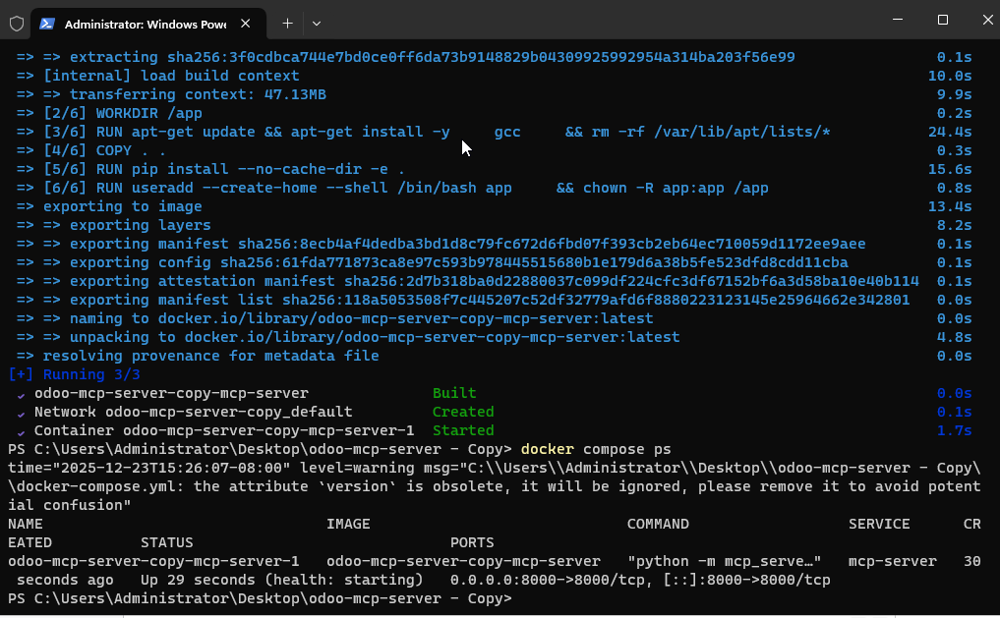 Administrator: Windows Powe
=> => extracting sha256:3f0cdbca744e7bd0ce0ff6da73b9148829b04309925992954a314ba203f56e99 0.1s
=> [internal] load build context 10.0s
=> => transferring context: 47.13MB 9.9s
=> [2/6] WORKDIR /app 0.2s
=> [3/6] RUN apt-get update && apt-get install -y     gcc     && rm -rf /var/lib/apt/lists/* 24.4s
=> [4/6] COPY . . 0.3s
=> [5/6] RUN pip install --no-cache-dir -e . 15.6s
=> [6/6] RUN useradd --create-home --shell /bin/bash app     && chown -R app:app /app 0.8s
=> exporting to image 13.4s
=> => exporting layers 8.2s
=> => exporting manifest sha256:8ecb4af4dedba3bd1d8c79fc672d6fbd07f393cb2eb64ec710059d1172ee9aee 0.1s
=> => exporting config sha256:61fda771873ca8e97c593b978445515680b1e179d6a38b5fe523dfd8cdd11cba 0.1s
=> => exporting attestation manifest sha256:2d7b318ba0d22880037c099df224cfc3df67152bf6a3d58ba10e40b114 0.1s
=> => exporting manifest list sha256:118a5053508f7c445207c52df32779afd6f8880223123145e25964662e342801 0.0s
=> => naming to docker.io/library/odoo-mcp-server-copy-mcp-server:latest 0.0s
=> => unpacking to docker.io/library/odoo-mcp-server-copy-mcp-server:latest 4.8s
=> resolving provenance for metadata file 0.0s
[+] Running 3/3
✔ odoo-mcp-server-copy-mcp-server Built 0.0s
✔ Network odoo-mcp-server-copy_default Created 0.1s
✔ Container odoo-mcp-server-copy-mcp-server-1 Started 1.7s
PS C:\Users\Administrator\Desktop\odoo-mcp-server - Copy> docker compose ps
time="2025-12-23T15:26:07-08:00" level=warning msg="C:\\Users\\Administrator\\Desktop\\odoo-mcp-server - Copy\
\docker-compose.yml: the attribute `version` is obsolete, it will be ignored, please remove it to avoid potent
ial confusion"
NAME IMAGE COMMAND SERVICE CR
EATED STATUS PORTS
odoo-mcp-server-copy-mcp-server-1 odoo-mcp-server-copy-mcp-server "python -m mcp_serve…" mcp-server 30
seconds ago Up 29 seconds (health: starting) 0.0.0.0:8000->8000/tcp, [::]:8000->8000/tcp
PS C:\Users\Administrator\Desktop\odoo-mcp-server - Copy>